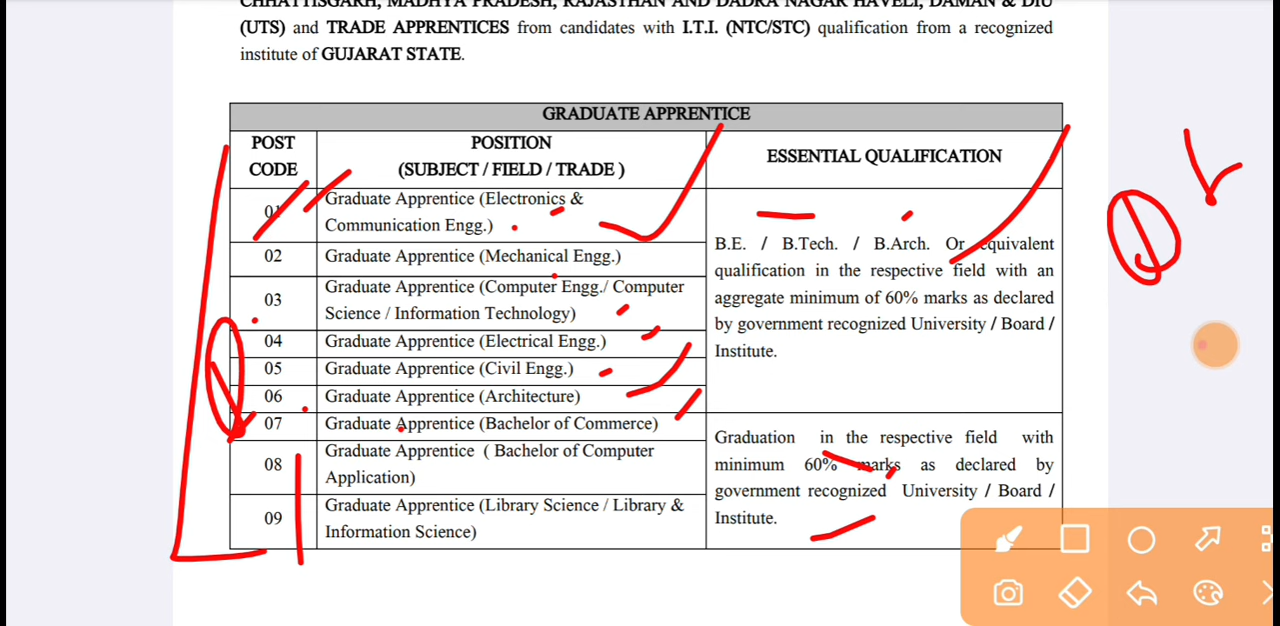 CHHATTISGARH, MADHYA PRADESH, RAJASTHAN AND DADRA NAGAR HAVELI, DAMAN & DIU
(UTS) and TRADE APPRENTICES from candidates with I.T.I. (NTC/STC) qualification from a recognized
institute of GUJARAT STATE.
GRADUATE APPRENTICE
POST
CODE
POSITION
(SUBJECT / FIELD / TRADE )
ESSENTIAL QUALIFICATION
01
Graduate Apprentice (Electronics &
Communication Engg.)
02
Graduate Apprentice (Mechanical Engg.)
03
Graduate Apprentice (Computer Engg./ Computer
Science / Information Technology)
04
Graduate Apprentice (Electrical Engg.)
05
Graduate Apprentice (Civil Engg.)
06
Graduate Apprentice (Architecture)
B.E. / B.Tech. / B.Arch. Or equivalent
qualification in the respective field with an
aggregate minimum of 60% marks as declared
by government recognized University / Board /
Institute.
07
Graduate Apprentice (Bachelor of Commerce)
08
Graduate Apprentice ( Bachelor of Computer
Application)
09
Graduate Apprentice (Library Science / Library &
Information Science)
Graduation in the respective field with
minimum 60% marks as declared by
government recognized University / Board /
Institute.